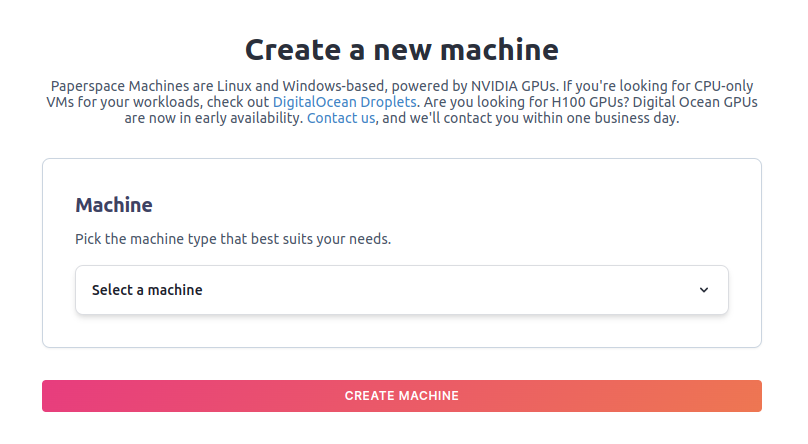 Create a new machine
Paperspace Machines are Linux and Windows-based, powered by NVIDIA GPUs. If you're looking for CPU-only
VMs for your workloads, check out DigitalOcean Droplets. Are you looking for H100 GPUs? Digital Ocean GPUs
are now in early availability. Contact us, and we'll contact you within one business day.
Machine
Pick the machine type that best suits your needs.
Select a machine
CREATE MACHINE